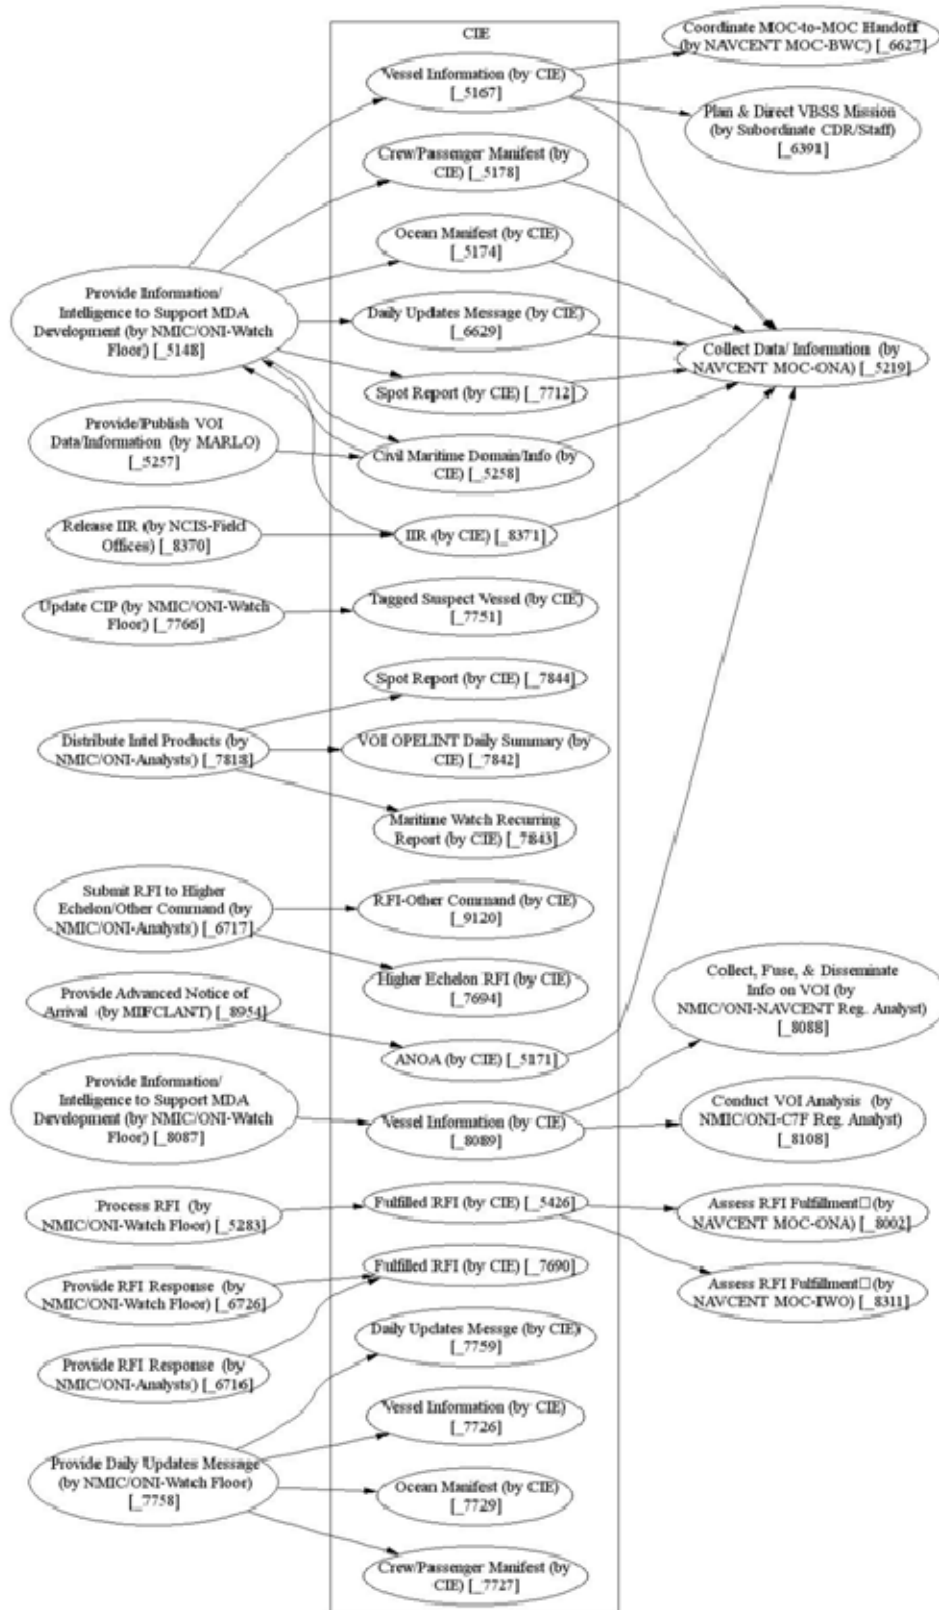 CIE
Vessel Information (by CIE)
[_5167]
Coordinate MOC-to-MOC Handoff
(by NAVCENT MOC-BWC) [_6627]
Plan & Direct VBSS Mission
(by Subordinate CDR/Staff)
[_6391]
Crew/Passenger Manifest (by
CIE) [_5178]
Ocean Manifest (by CIE)
[_5174]
Provide Information/
Intelligence to Support MDA
Development (by NMIC/ONI-Watch
Floor) [_5148]
Daily Updates Message (by CIE)
[_6629]
Collect Data/ Information (by
NAVCENT MOC-ONA) [_5219]
Spot Report (by CIE) [_7712]
Provide/Publish VOI
Data/Information (by MARLO)
[_5257]
Civil Maritime Domain/Info (by
CIE) [_5258]
Release IIR (by NCIS-Field
Offices) [_8370]
IIR (by CIE) [_8371]
Update CIP (by NMIC/ONI-Watch
Floor) [_7766]
Tagged Suspect Vessel (by CIE)
[_7751]
Spot Report (by CIE) [_7844]
Distribute Intel Products (by
NMIC/ONI-Analysts) [_7818]
VOI OPELINT Daily Summary (by
CIE) [_7842]
Maritime Watch Recurring
Report (by CIE) [_7843]
Submit RFI to Higher
Echelon/Other Command (by
NMIC/ONI-Analysts) [_6717]
RFI-Other Command (by CIE)
[_9120]
Higher Echelon RFI (by CIE)
[_7694]
Provide Advanced Notice of
Arrival (by MIFCLANT) [_8954]
Collect, Fuse, & Disseminate
Info on VOI (by
NMIC/ONI-NAVCENT Reg. Analyst)
[_8088]
ANOA (by CIE) [_5171]
Provide Information/
Intelligence to Support MDA
Development (by NMIC/ONI-Watch
Floor) [_8087]
Vessel Information (by CIE)
[_8089]
Conduct VOI Analysis (by
NMIC/ONI-C7F Reg. Analyst)
[_8108]
Process RFI (by
NMIC/ONI-Watch Floor) [_5283]
Fulfilled RFI (by CIE) [_5426]
Assess RFI Fulfillment□ (by
NAVCENT MOC-ONA) [_8002]
Provide RFI Response (by
NMIC/ONI-Watch Floor) [_6726]
Fulfilled RFI (by CIE) [_7690]
Assess RFI Fulfillment□ (by
NAVCENT MOC-IWO) [_8311]
Provide RFI Response (by
NMIC/ONI-Analysts) [_6716]
Daily Updates Messge (by CIE)
[_7759]
Vessel Information (by CIE)
[_7726]
Provide Daily Updates Message
(by NMIC/ONI-Watch Floor)
[_7758]
Ocean Manifest (by CIE)
[_7729]
Crew/Passenger Manifest (by
CIE) [_7727]